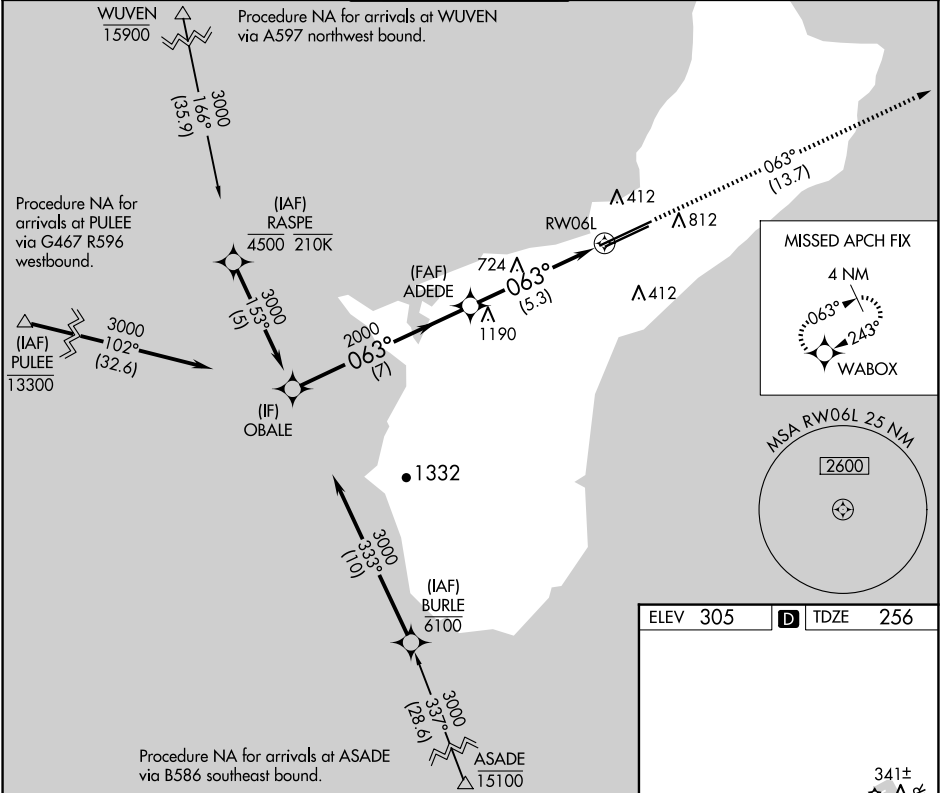 WUVEN
15900
Procedure NA for arrivals at WUVEN
via A597 northwest bound.
3000
166°
(35.9)
Procedure NA for
arrivals at PULEE
via G467 R596
westbound.
(IAF)
RASPE
4500 210K
3000
153°
(5)
(IAF)
PULEE
13300
3000
102°
(32.6)
(IF)
OBALE
2000
063°
(7)
(FAF)
ADEDE
724
1190
063°
(5.3)
RW06L
412
812
412
063°
(13.7)
MISSED APCH FIX
4 NM
063°
243°
WABOX
MSA RW06L 25 NM
2600
1332
3000
333°
(10)
(IAF)
BURLE
6100
3000
337°
(28.6)
ASADE
15100
Procedure NA for arrivals at ASADE
via B586 southeast bound.
ELEV 305 D TDZE 256
341±